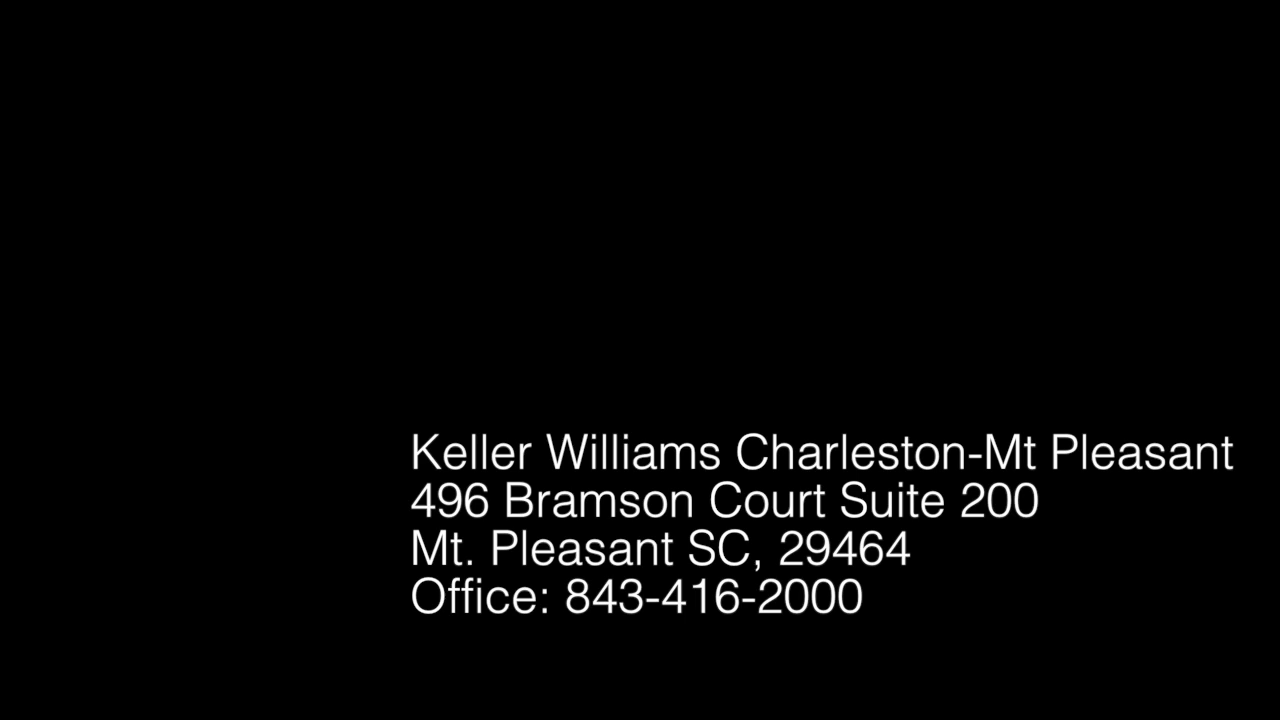 Keller Williams Charleston-Mt Pleasant
496 Bramson Court Suite 200
Mt. Pleasant SC, 29464
Office: 843-416-2000